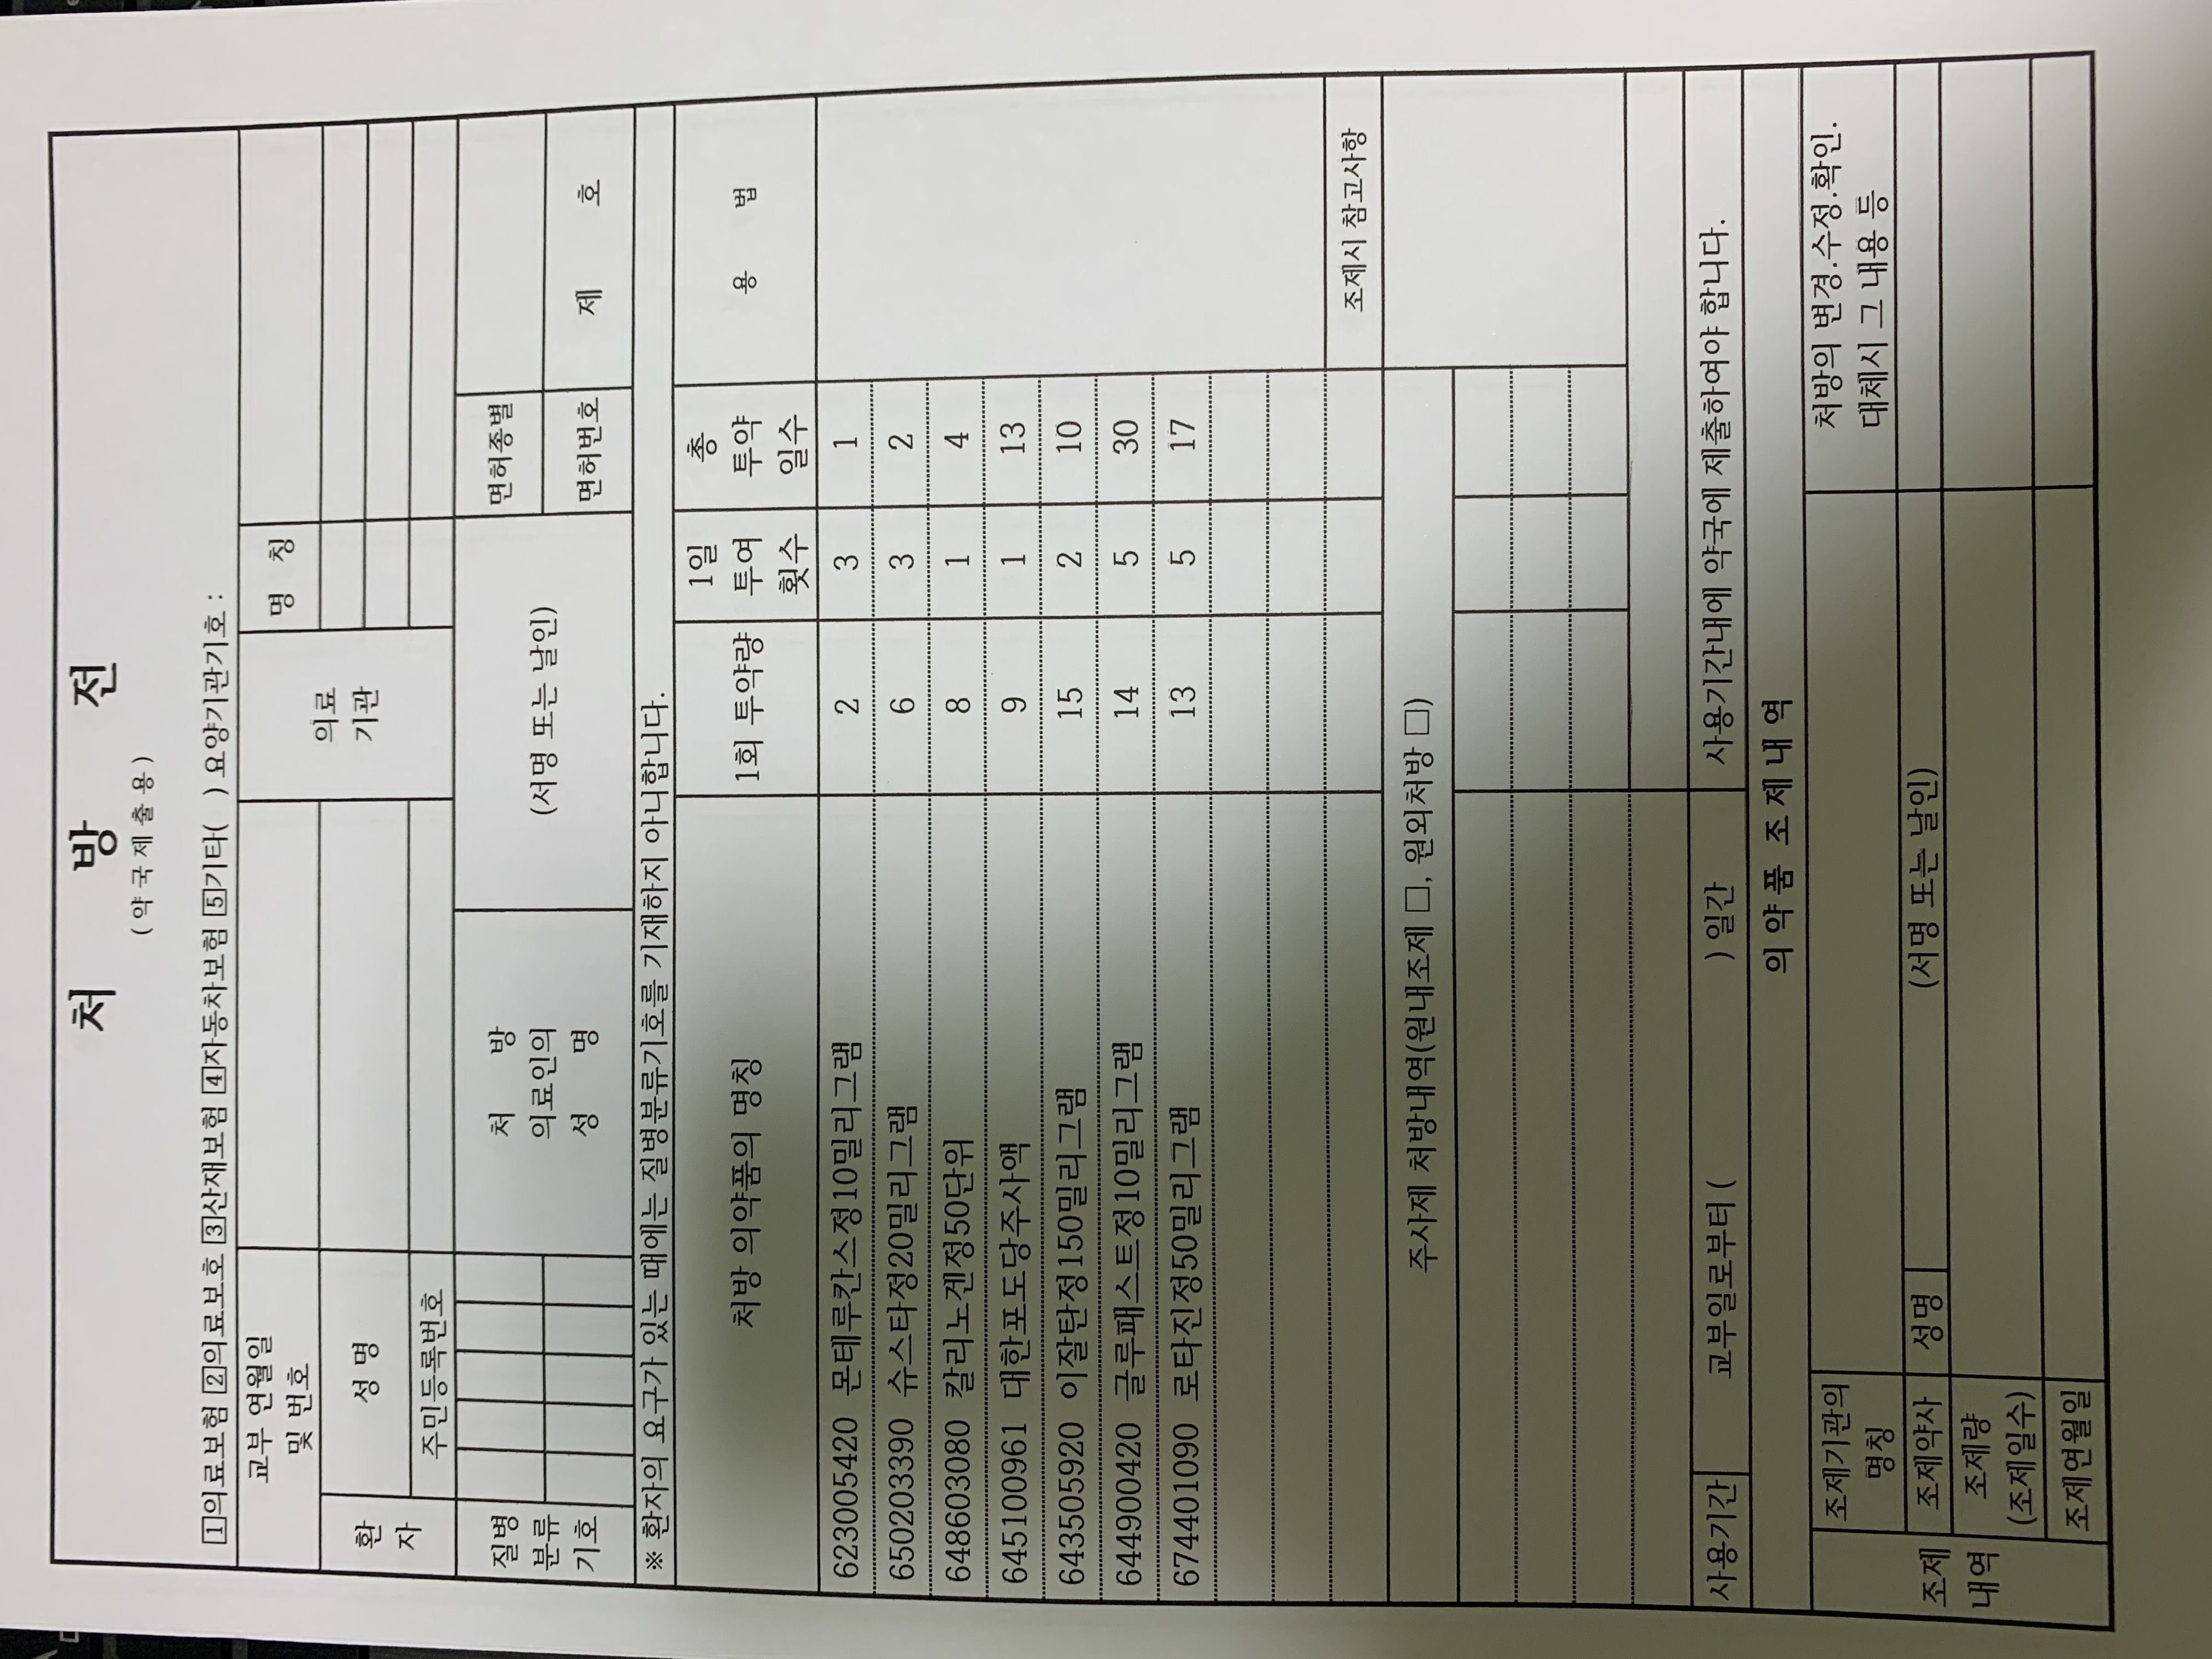 처 방 전
(약국제출용)
1의료보험 2의료보호 3산재보험 4자동차보험 5기타( ) 요양기관기호 :
교부 연월일
및 번호
의료
기관
명 칭
환
자
성 명
주민등록번호
질병
분류
기호
처 방
의료인의
성 명
(서명 또는 날인)
면허종별
면허번호
제 호
※ 환자의 요구가 있는 때에는 질병분류기호를 기재하지 아니합니다.
처방 의약품의 명칭
1회 투약량
1일
투여
횟수
총
투약
일수
용 법
623005420 몬테루칸스정10밀리그램 2 3 1
650203390 슈스타정20밀리그램 6 3 2
648603080 칼리노겐정50단위 8 1 4
645100961 대한포도당주사액 9 1 13
643505920 이잘탄정150밀리그램 15 2 10
644900420 글루패스트정10밀리그램 14 5 30
674401090 로타진정50밀리그램 13 5 17
조제시 참고사항
주사제 처방내역(원내조제 □, 원외처방 □)
사용기간 교부일로부터 ( ) 일간 사용기간내에 약국에 제출하여야 합니다.
의약품 조제내역
조제
내역
조제기관의
명칭
처방의 변경.수정.확인.
대체시 그 내용 등
조제약사 성명 (서명 또는 날인)
조제량
(조제일수)
조제연월일